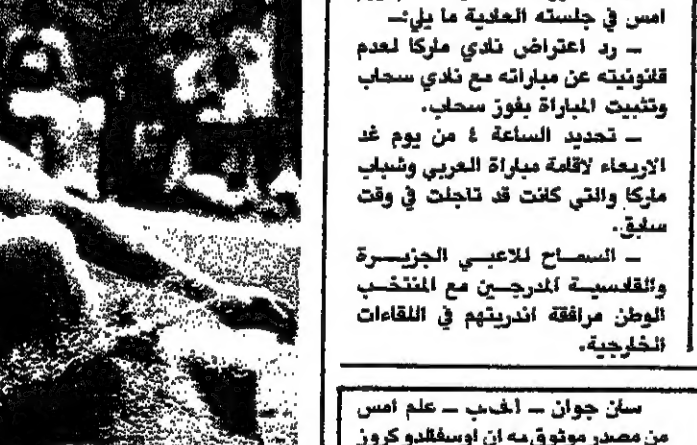 امس في جلسته العادية ما يلي:ـ
ـ رد اعتراض نادي ماركا لعدم
قانونيته عن مباراته مع نادي سحاب
وتثبيت المباراة بفوز سحاب.
ـ تحديد الساعة ٤ من يوم غد
الاربعاء لاقامة مباراة العربي وشباب
ماركا والتي كانت قد تاجلت في وقت
سابق.
ـ السماح للاعبي الجزيرة
والقادسية المدرجين مع المنتخب
الوطن مرافقة انديتهم في اللقاءات
الخارجية.
سان جوان ـ ا.ف.ب ـ علم امس
من مصدر موثوق به ان اوسفالدو كروز